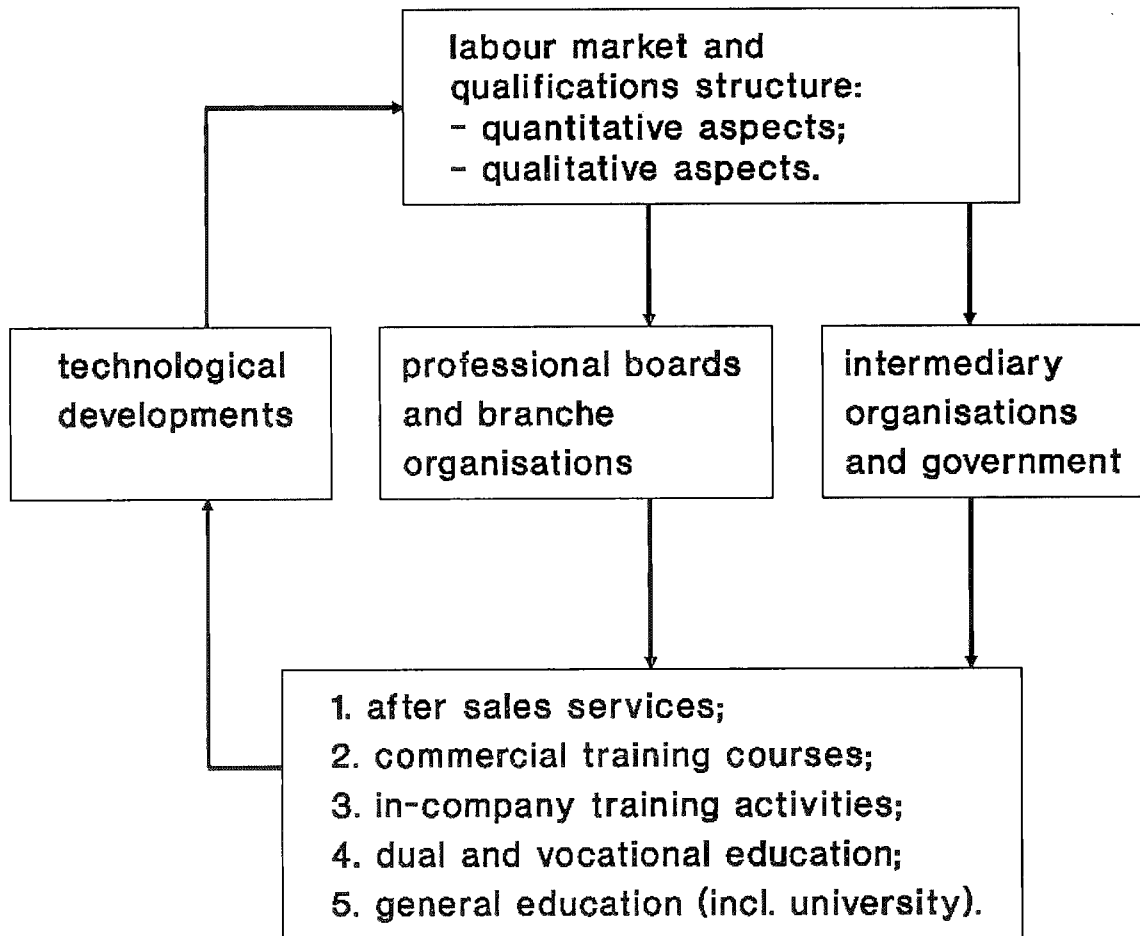 labour market and
qualifications structure:
- quantitative aspects;
- qualitative aspects.
technological
developments
professional boards
and branche
organisations
intermediary
organisations
and government
1. after sales services;
2. commercial training courses;
3. in-company training activities;
4. dual and vocational education;
5. general education (incl. university).